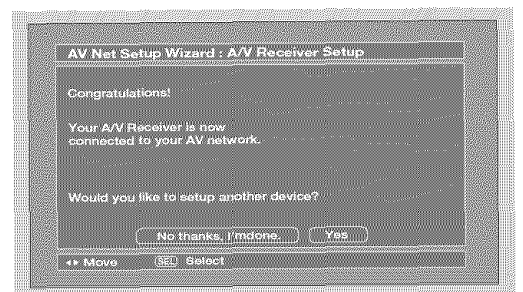 AV Net Setup Wizard : A/V Receiver Setup
Congratulations!
Your A/V Receiver is now
connected to your AV network.
Would you like to setup another device?
No thanks, I'mdone. Yes
◂▸ Move SEL Select